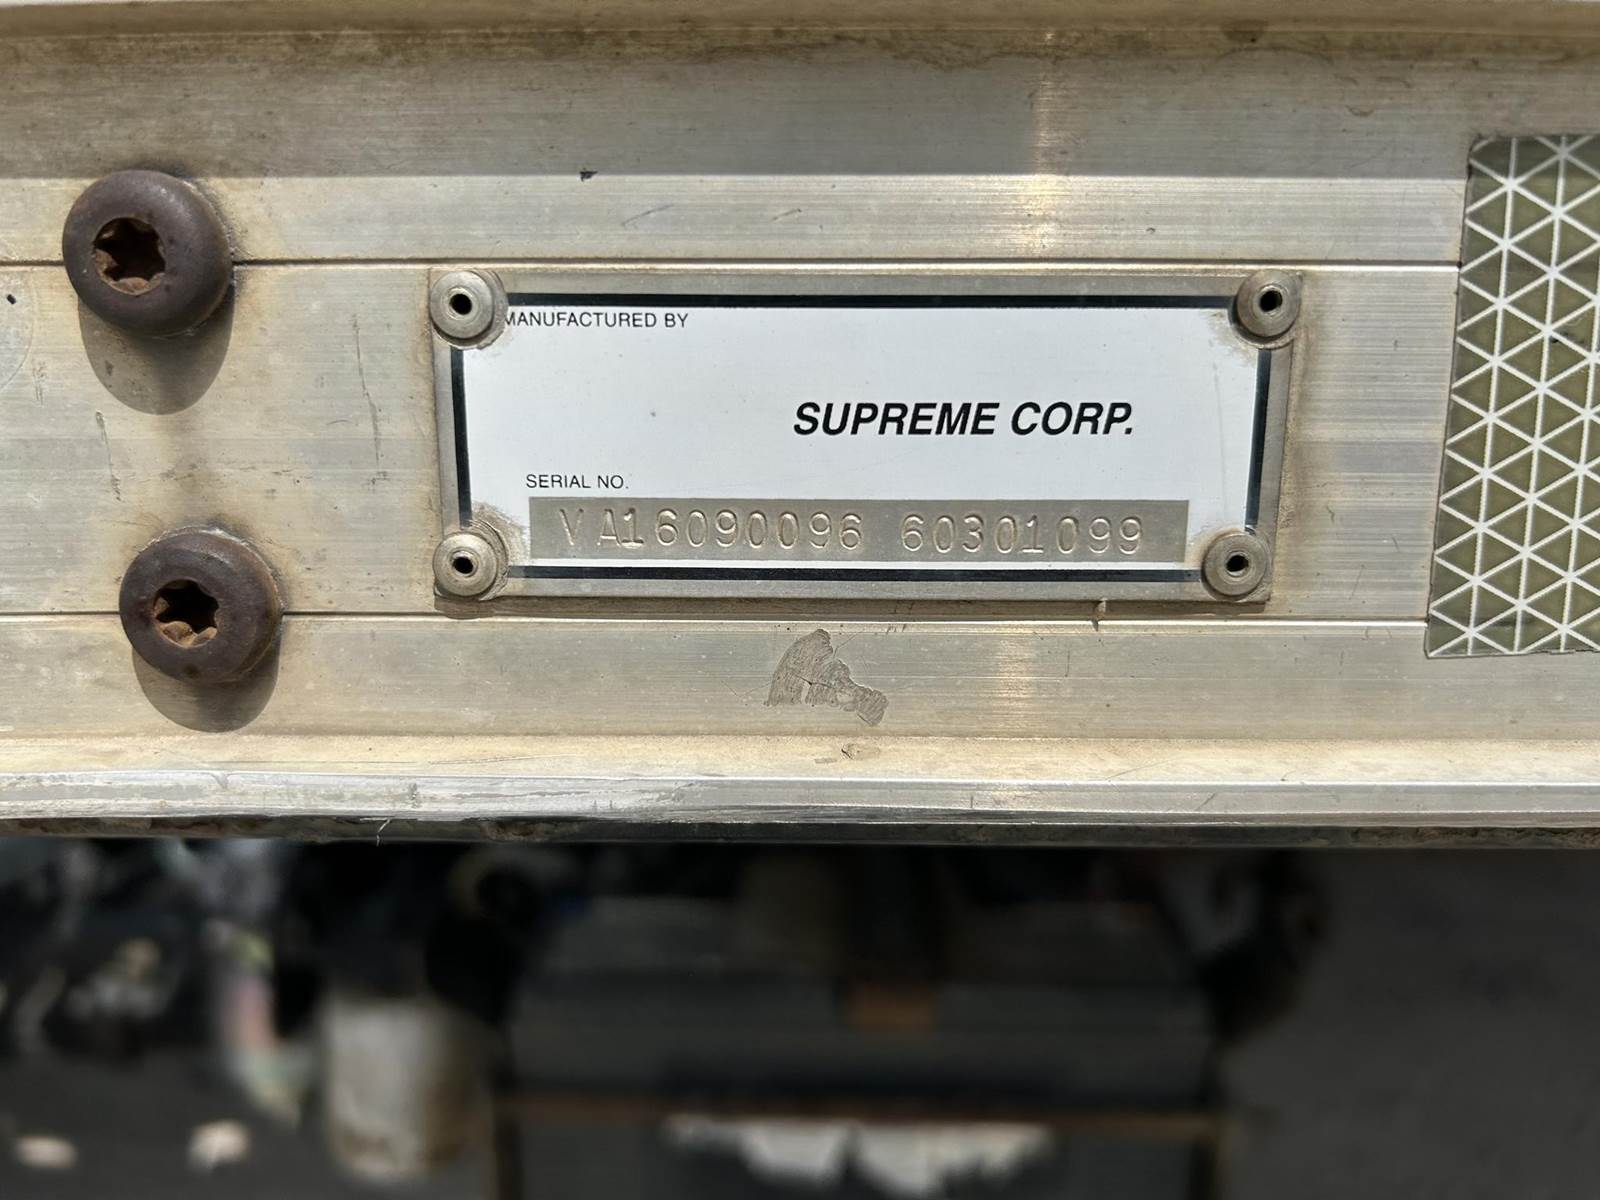 MANUFACTURED BY
SUPREME CORP.
SERIAL NO.
VA16090096 60301099